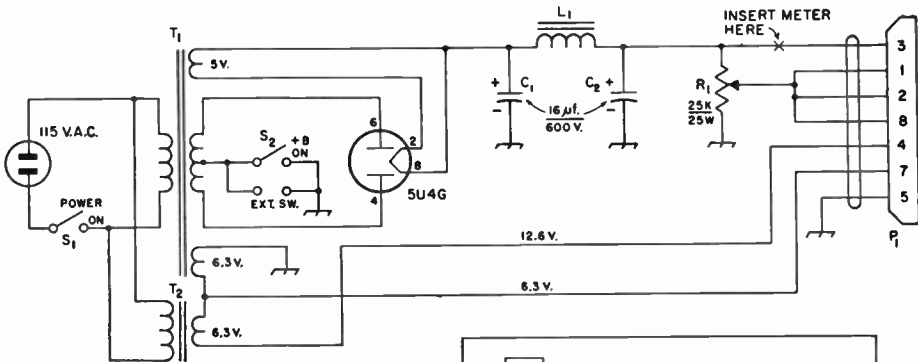 T1
5 V.
115 V.A.C.
POWER
ON
S1
S2
+B
ON
EXT. SW.
6
2
8
4
5U4G
L1
+
C1
-
16 µf.
600 V.
C2
+
-
INSERT METER
HERE
R1
25K
25W
3
1
2
8
4
7
5
P1
12.6 V.
6.3 V.
6.3 V.
T2
6.3 V.